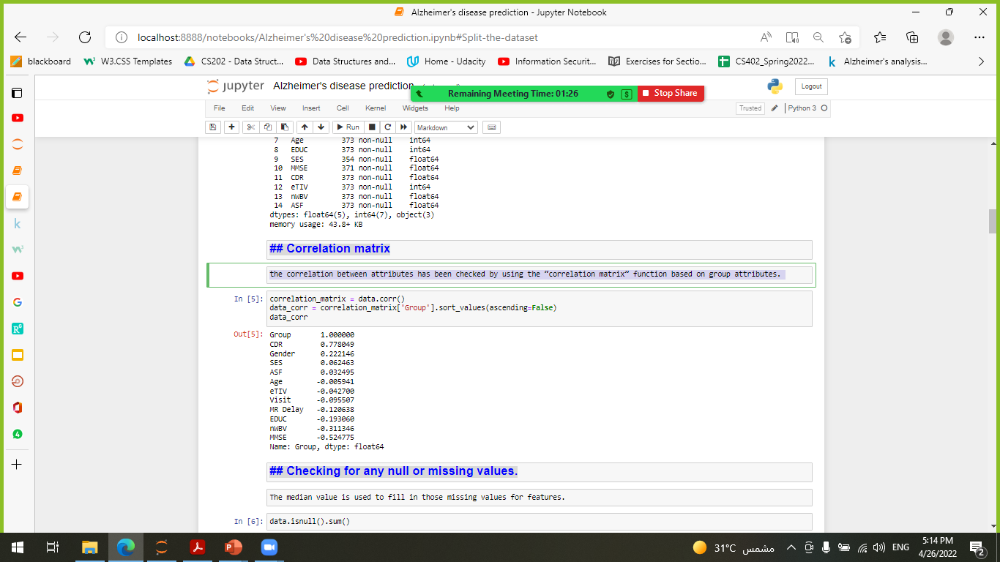 Alzheimer's disease prediction - Jupyter Notebook
localhost:8888/notebooks/Alzheimer's%20disease%20prediction.ipynb#Split-the-dataset
blackboard W3.CSS Templates CS202 - Data Struct... Data Structures and... Home - Udacity Information Securit... Exercises for Sectio... CS402_Spring2022... Alzheimer's analysis...
jupyter Alzheimer's disease prediction Logout
Remaining Meeting Time: 01:26 Stop Share
File Edit View Insert Cell Kernel Widgets Help Trusted Python 3
Run Markdown
7 Age 373 non-null int64
8 EDUC 373 non-null int64
9 SES 354 non-null float64
10 MMSE 371 non-null float64
11 CDR 373 non-null float64
12 eTIV 373 non-null int64
13 nWBV 373 non-null float64
14 ASF 373 non-null float64
dtypes: float64(5), int64(7), object(3)
memory usage: 43.8+ KB
## Correlation matrix
the correlation between attributes has been checked by using the “correlation matrix” function based on group attributes.
In [5]: correlation_matrix = data.corr()
data_corr = correlation_matrix['Group'].sort_values(ascending=False)
data_corr
Out[5]: Group 1.000000
CDR 0.778049
Gender 0.222146
SES 0.062463
ASF 0.032495
Age -0.005941
eTIV -0.042700
Visit -0.095507
MR Delay -0.120638
EDUC -0.193060
nWBV -0.311346
MMSE -0.524775
Name: Group, dtype: float64
## Checking for any null or missing values.
The median value is used to fill in those missing values for features.
In [6]: data.isnull().sum()
31°C مشمس ENG 5:14 PM
4/26/2022
2